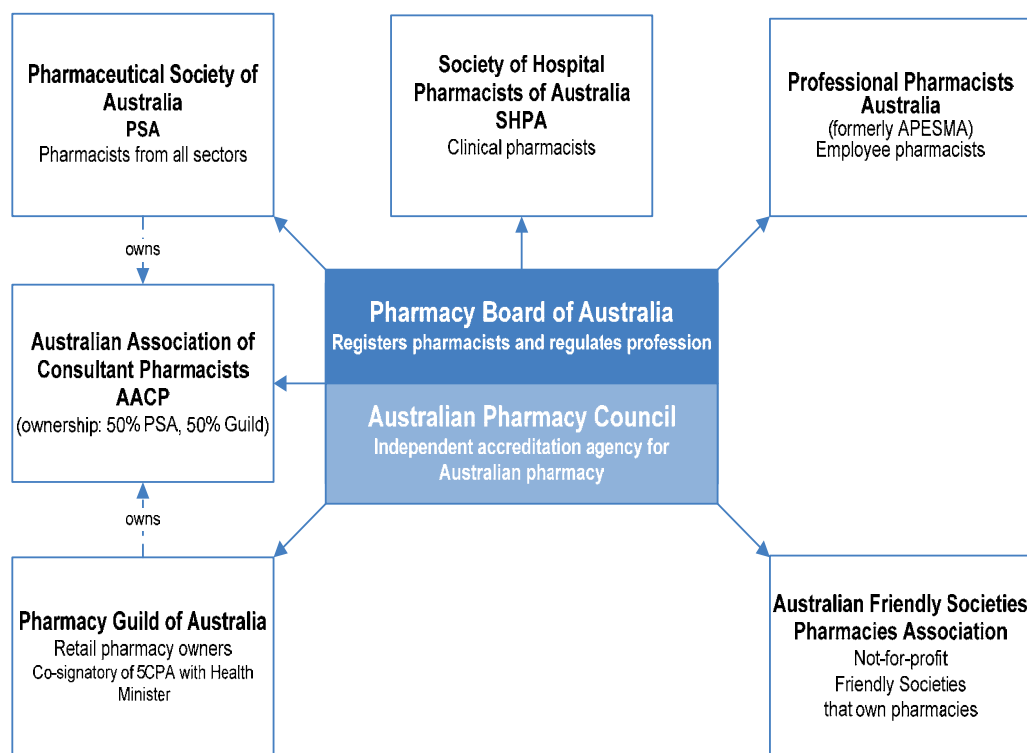 Pharmaceutical Society of
Australia
PSA
Pharmacists from all sectors
Society of Hospital
Pharmacists of Australia
SHPA
Clinical pharmacists
Professional Pharmacists
Australia
(formerly APESMA)
Employee pharmacists
owns
Australian Association of
Consultant Pharmacists
AACP
(ownership: 50% PSA, 50% Guild)
Pharmacy Board of Australia
Registers pharmacists and regulates profession
Australian Pharmacy Council
Independent accreditation agency for
Australian pharmacy
owns
Pharmacy Guild of Australia
Retail pharmacy owners
Co-signatory of 5CPA with Health
Minister
Australian Friendly Societies
Pharmacies Association
Not-for-profit
Friendly Societies
that own pharmacies